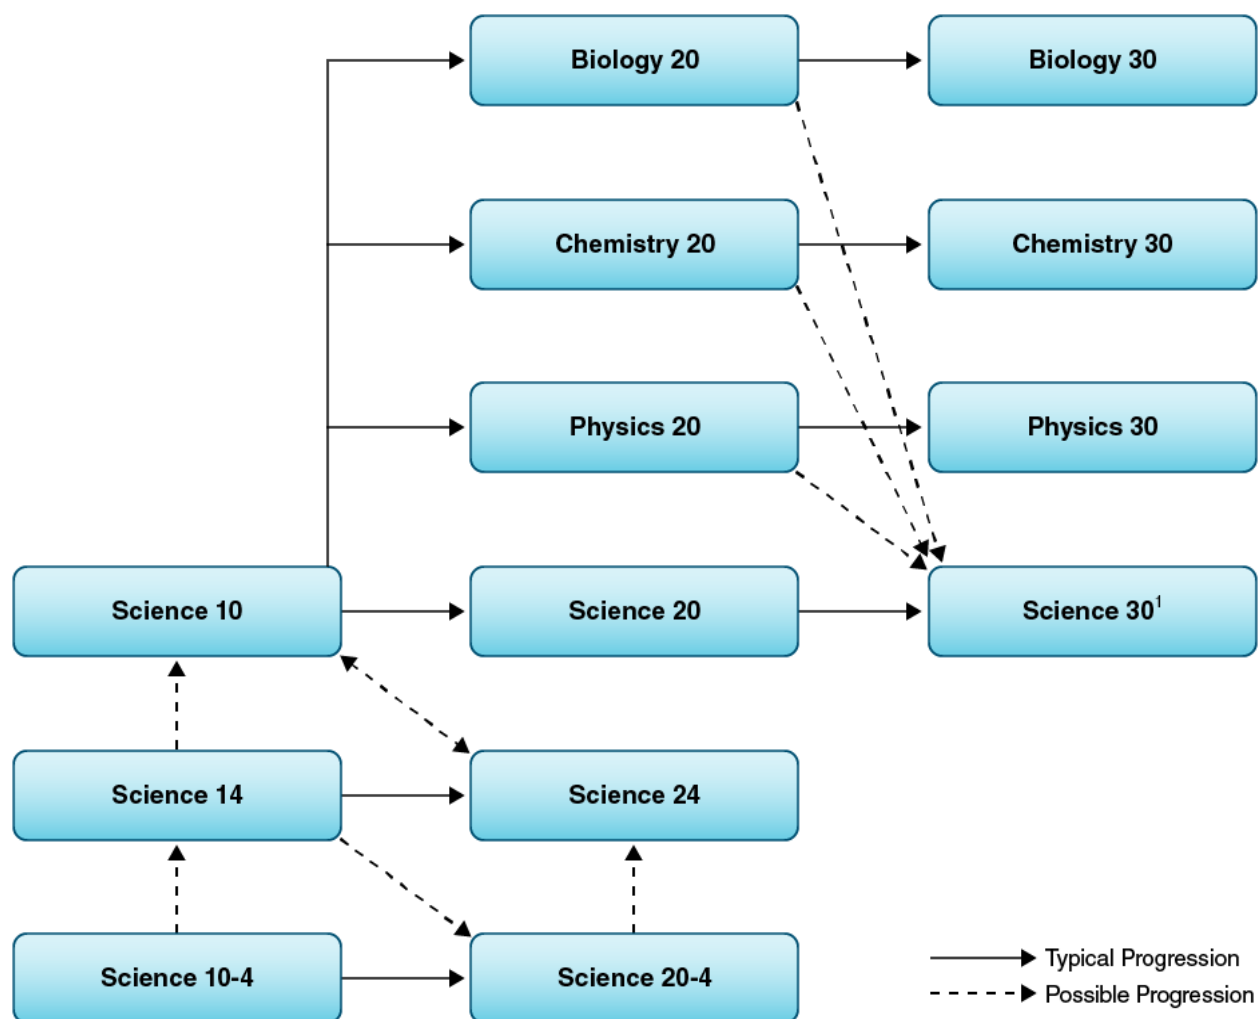 Biology 20
Biology 30
Chemistry 20
Chemistry 30
Physics 20
Physics 30
Science 10
Science 20
Science 30¹
Science 14
Science 24
Science 10-4
Science 20-4
Typical Progression
Possible Progression